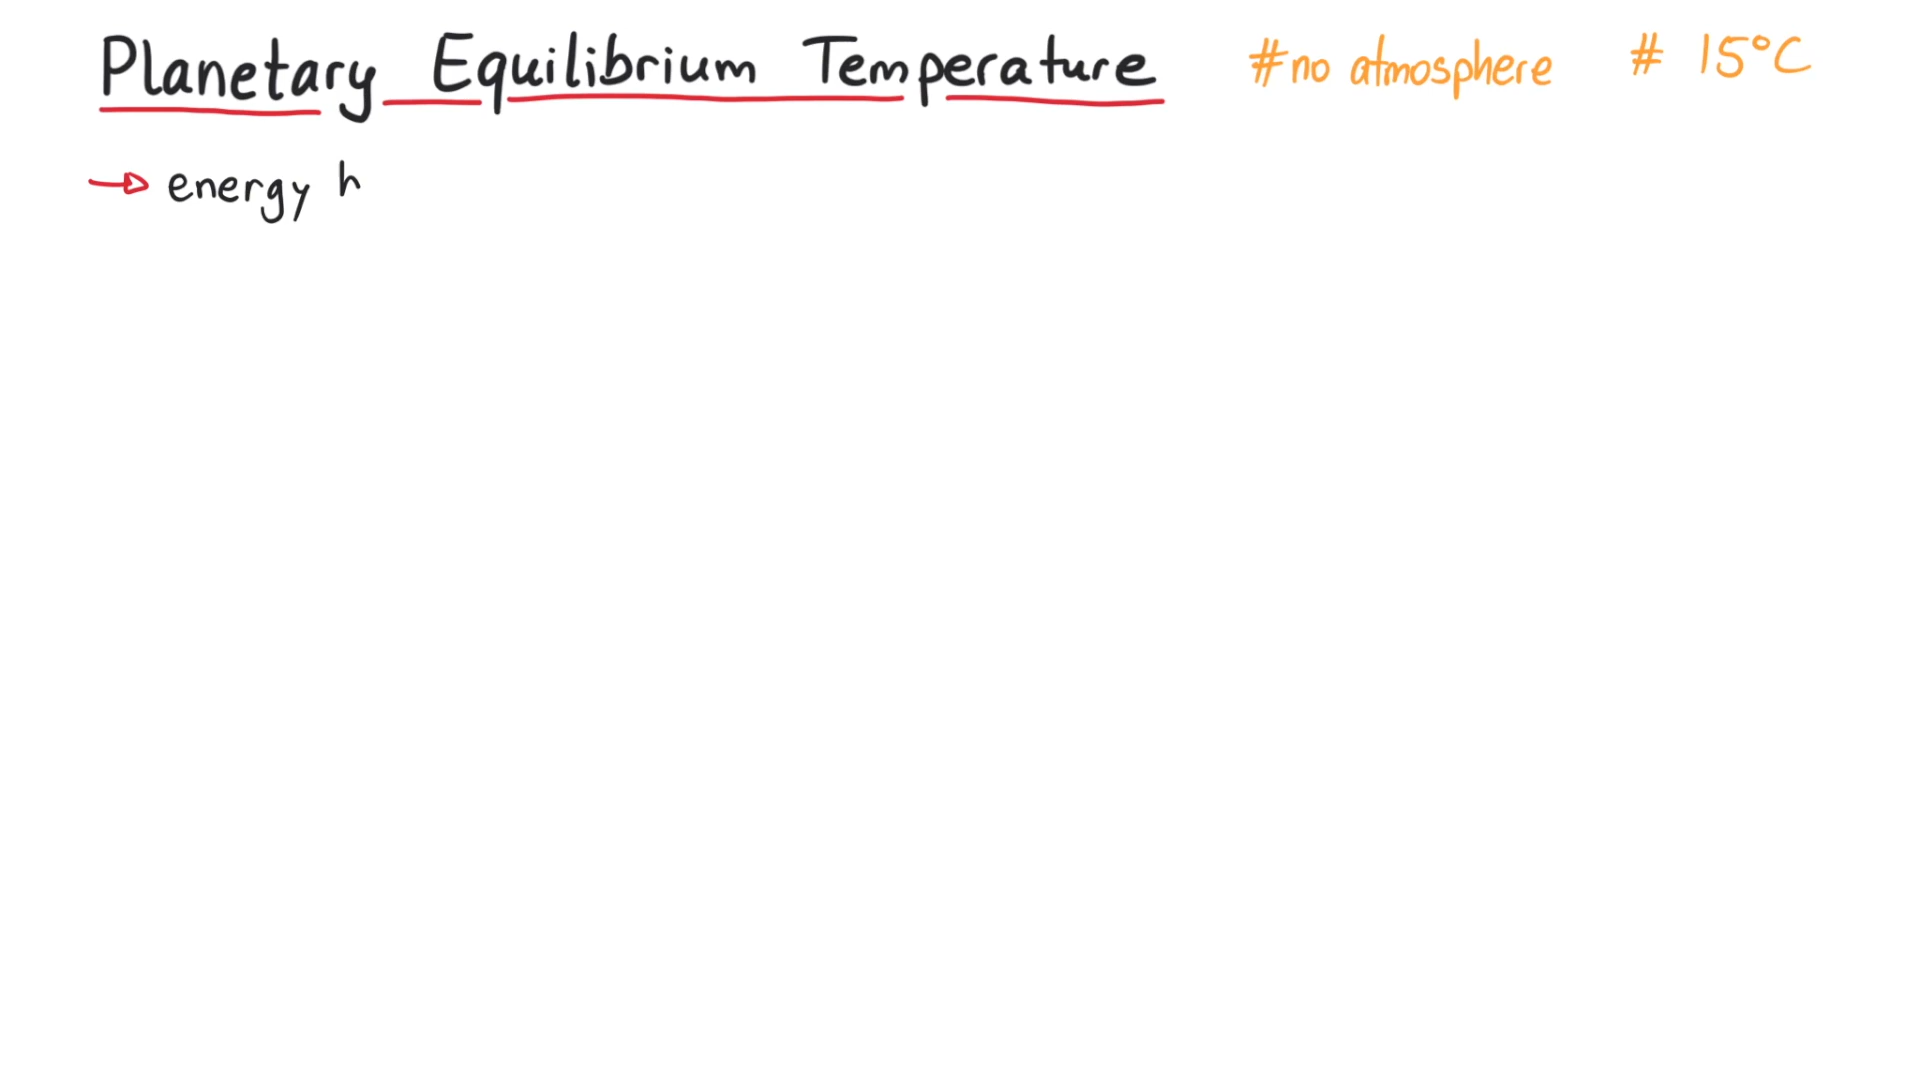 Planetary Equilibrium Temperature #no atmosphere # 15°C
→ energy h